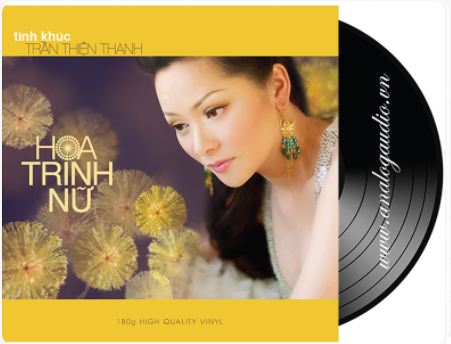 tình khúc
TRẦN THIỆN THANH
HOA
TRINH
NỮ
180g HIGH QUALITY VINYL
www.analogaudio.vn